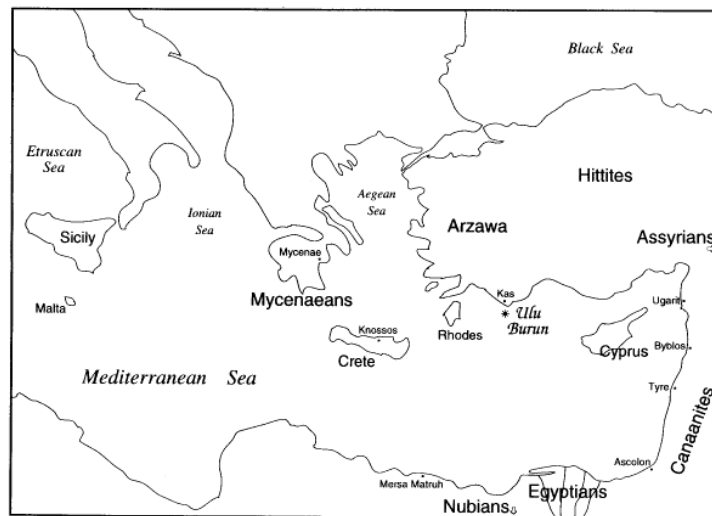 Black Sea
Etruscan
Sea
Hittites
Aegean
Sea
Ionian
Sea
Arzawa
Sicily
Assyrians
Mycenae
Mycenaeans
Kas
Malta
Ulu
Burun
Ugarit
Rhodes
Knossos
Crete
Cyprus
Byblos
Mediterranean Sea
Tyre
Canaanites
Ascolon
Mersa Matruh
Egyptians
Nubians